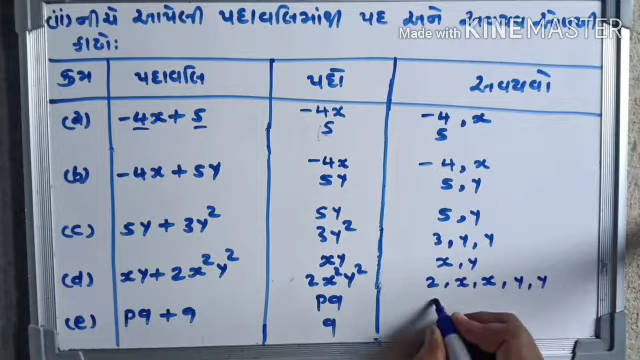 (iii) નીચે આપેલી પદાવલિમાંથી પદ અને અવયવ
કાઢો:
Made with KINEMASTER
ક્રમ પદાવલિ પદો અવયવો
(a) -4x + 5 -4x -4, x
5 5
(b) -4x + 5y -4x -4, x
5y 5, y
(c) 5y + 3y² 5y 5, y
3y² 3, y, y
(d) xy + 2x²y² xy x, y
2x²y² 2, x, x, y, y
(e) pq + q pq
q